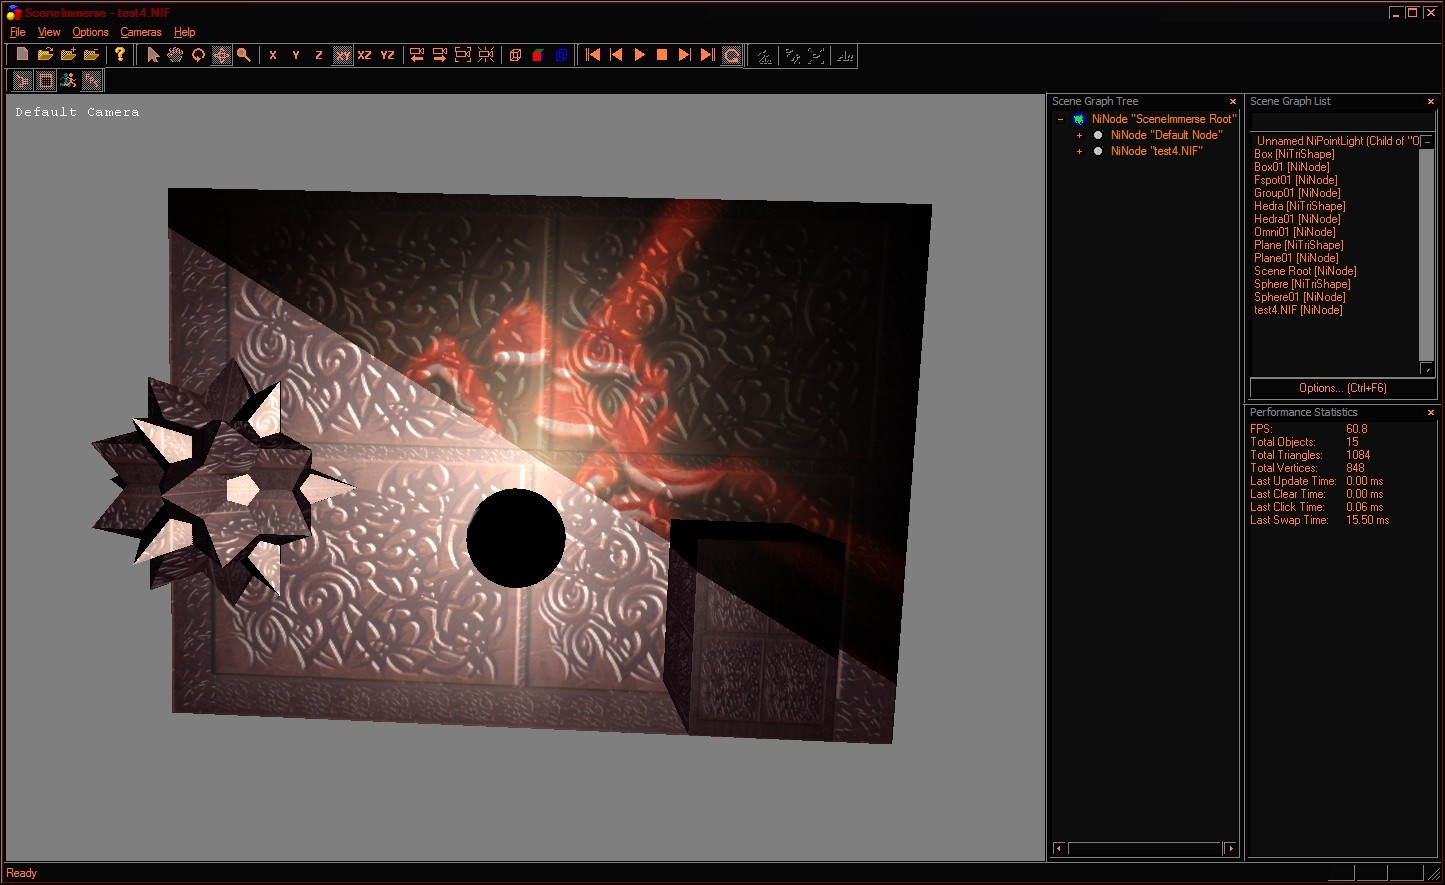 SceneImmerse - test4.NIF
File View Options Cameras Help
X Y Z XY XZ YZ
Default Camera
Scene Graph Tree
NiNode "SceneImmerse Root"
NiNode "Default Node"
NiNode "test4.NIF"
Scene Graph List
Unnamed NiPointLight (Child of "O
Box [NiTriShape]
Box01 [NiNode]
Fspot01 [NiNode]
Group01 [NiNode]
Hedra [NiTriShape]
Hedra01 [NiNode]
Omni01 [NiNode]
Plane [NiTriShape]
Plane01 [NiNode]
Scene Root [NiNode]
Sphere [NiTriShape]
Sphere01 [NiNode]
test4.NIF [NiNode]
Options... (Ctrl+F6)
Performance Statistics
FPS: 60.8
Total Objects: 15
Total Triangles: 1084
Total Vertices: 848
Last Update Time: 0.00 ms
Last Clear Time: 0.00 ms
Last Click Time: 0.06 ms
Last Swap Time: 15.50 ms
Ready